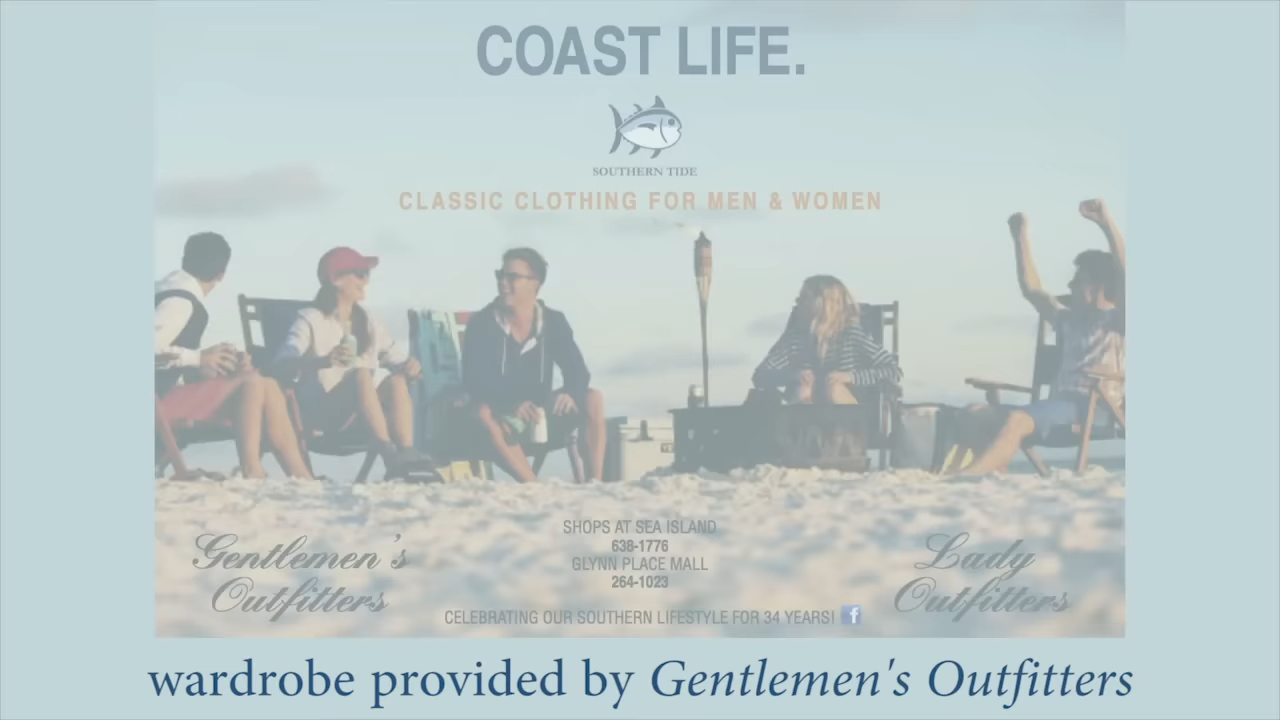 COAST LIFE.
SOUTHERN TIDE
CLASSIC CLOTHING FOR MEN & WOMEN
Gentlemen's
Outfitters
SHOPS AT SEA ISLAND
638-1776
GLYNN PLACE MALL
264-1023
Lady
Outfitters
CELEBRATING OUR SOUTHERN LIFESTYLE FOR 34 YEARS! f
wardrobe provided by Gentlemen's Outfitters